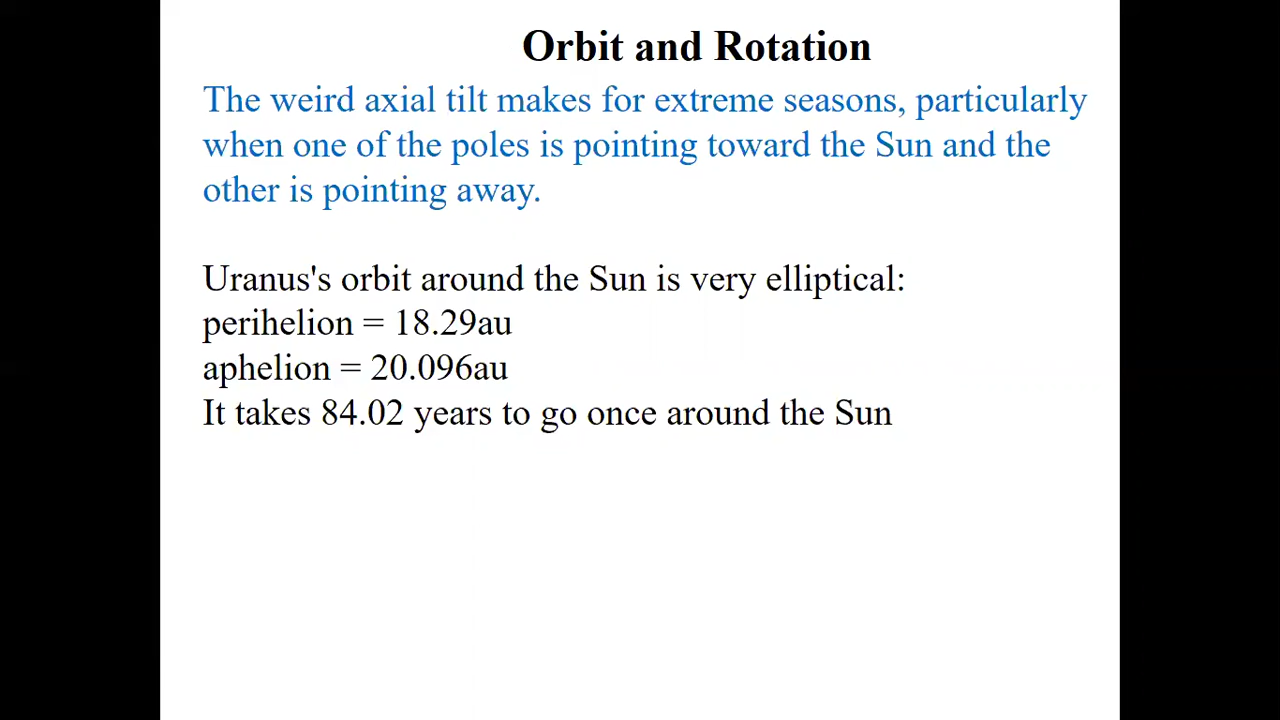 Orbit and Rotation
The weird axial tilt makes for extreme seasons, particularly
when one of the poles is pointing toward the Sun and the
other is pointing away.
Uranus's orbit around the Sun is very elliptical:
perihelion = 18.29au
aphelion = 20.096au
It takes 84.02 years to go once around the Sun